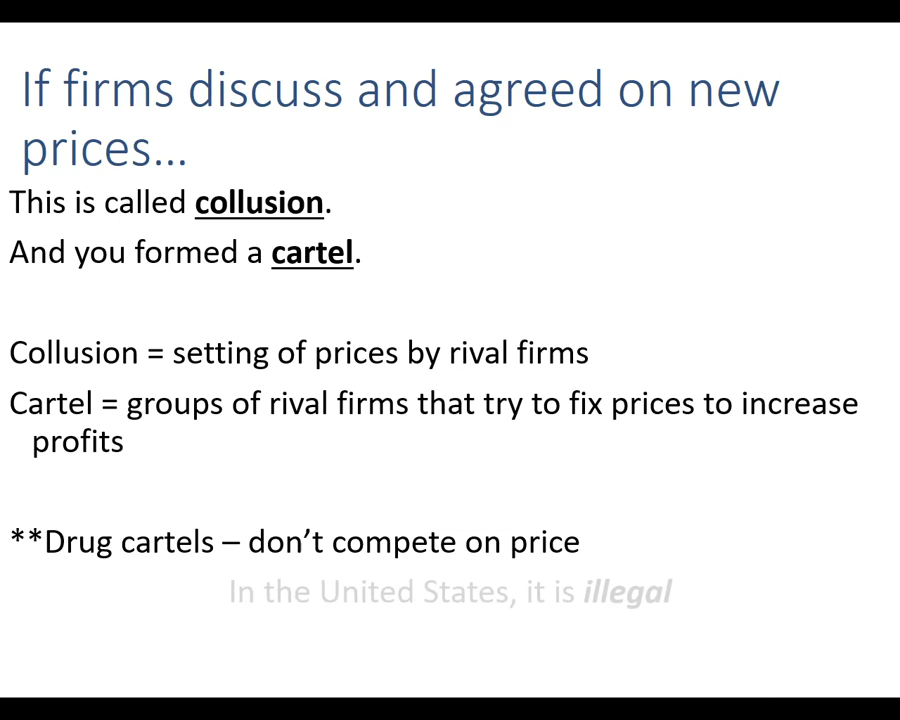 If firms discuss and agreed on new
prices…
This is called collusion.
And you formed a cartel.
Collusion = setting of prices by rival firms
Cartel = groups of rival firms that try to fix prices to increase
profits
**Drug cartels – don’t compete on price
In the United States, it is illegal